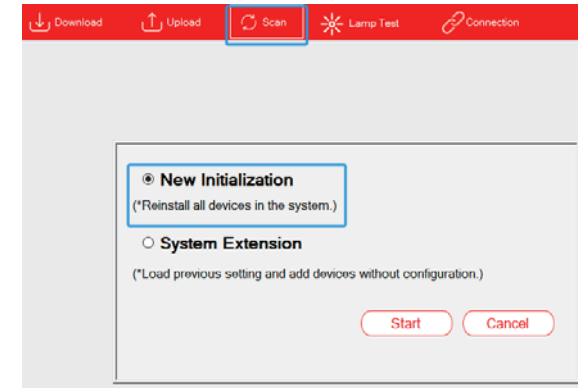 Download Upload Scan Lamp Test Connection
New Initialization
(*Reinstall all devices in the system.)
System Extension
(*Load previous setting and add devices without configuration.)
Start Cancel